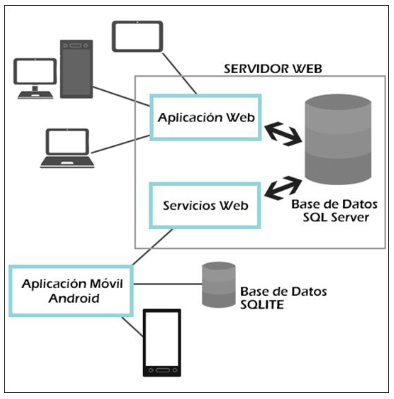 SERVIDOR WEB
Aplicación Web
Servicios Web
Base de Datos
SQL Server
Aplicación Móvil
Android
Base de Datos
SQLITE